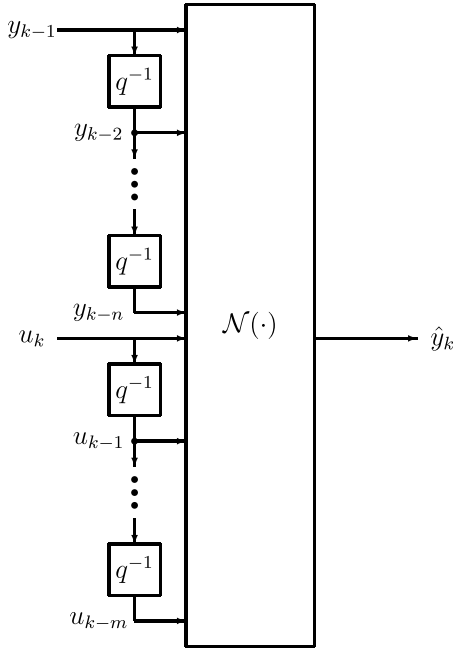 y_{k−1}
q^{−1}
y_{k−2}
q^{−1}
y_{k−n}
𝒩(·)
u_k
ŷ_k
q^{−1}
u_{k−1}
q^{−1}
u_{k−m}